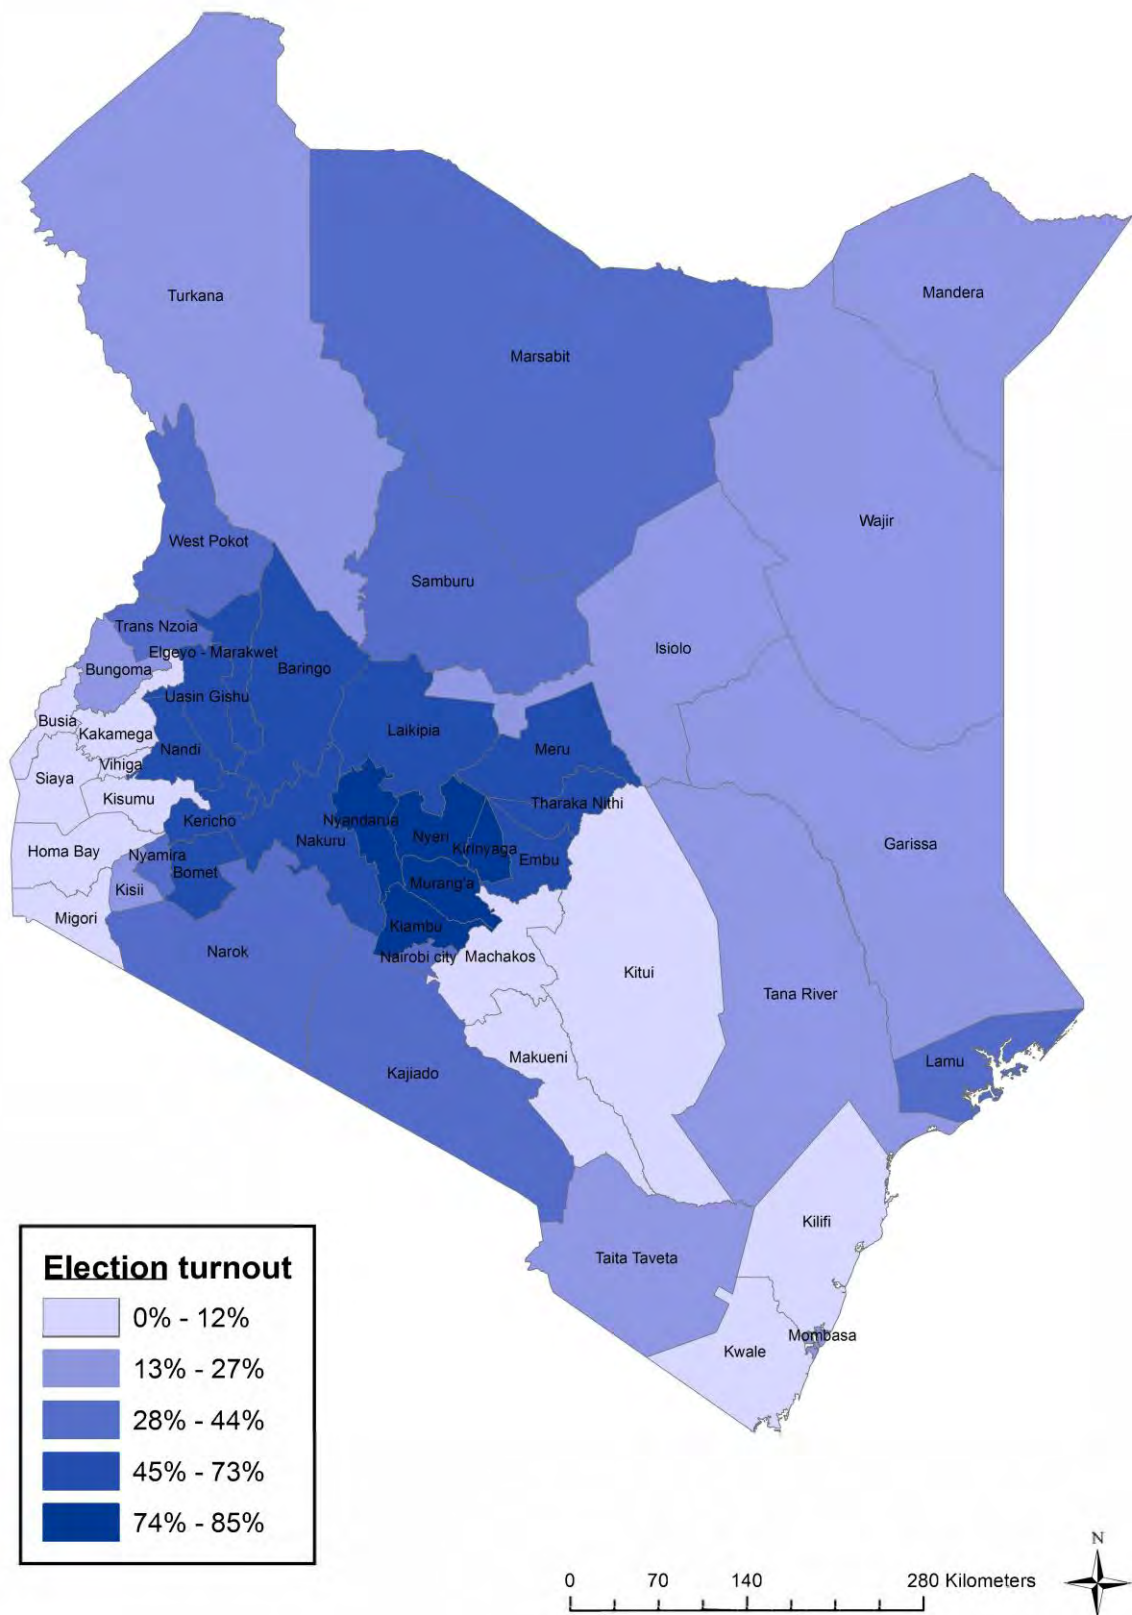 Turkana
Mandera
Marsabit
Wajir
West Pokot
Samburu
Trans Nzoia
Isiolo
Elgeyo - Marakwet
Bungoma
Baringo
Uasin Gishu
Busia
Kakamega
Laikipia
Nandi
Meru
Vihiga
Siaya
Kisumu
Tharaka Nithi
Kericho
Nyandarua
Nyeri
Nakuru
Kirinyaga
Garissa
Homa Bay
Nyamira
Embu
Bomet
Murang'a
Kisii
Migori
Kiambu
Narok
Nairobi city
Machakos
Kitui
Tana River
Makueni
Lamu
Kajiado
Kilifi
Taita Taveta
Mombasa
Kwale
Election turnout
0% - 12%
13% - 27%
28% - 44%
45% - 73%
74% - 85%
N
0 70 140 280 Kilometers